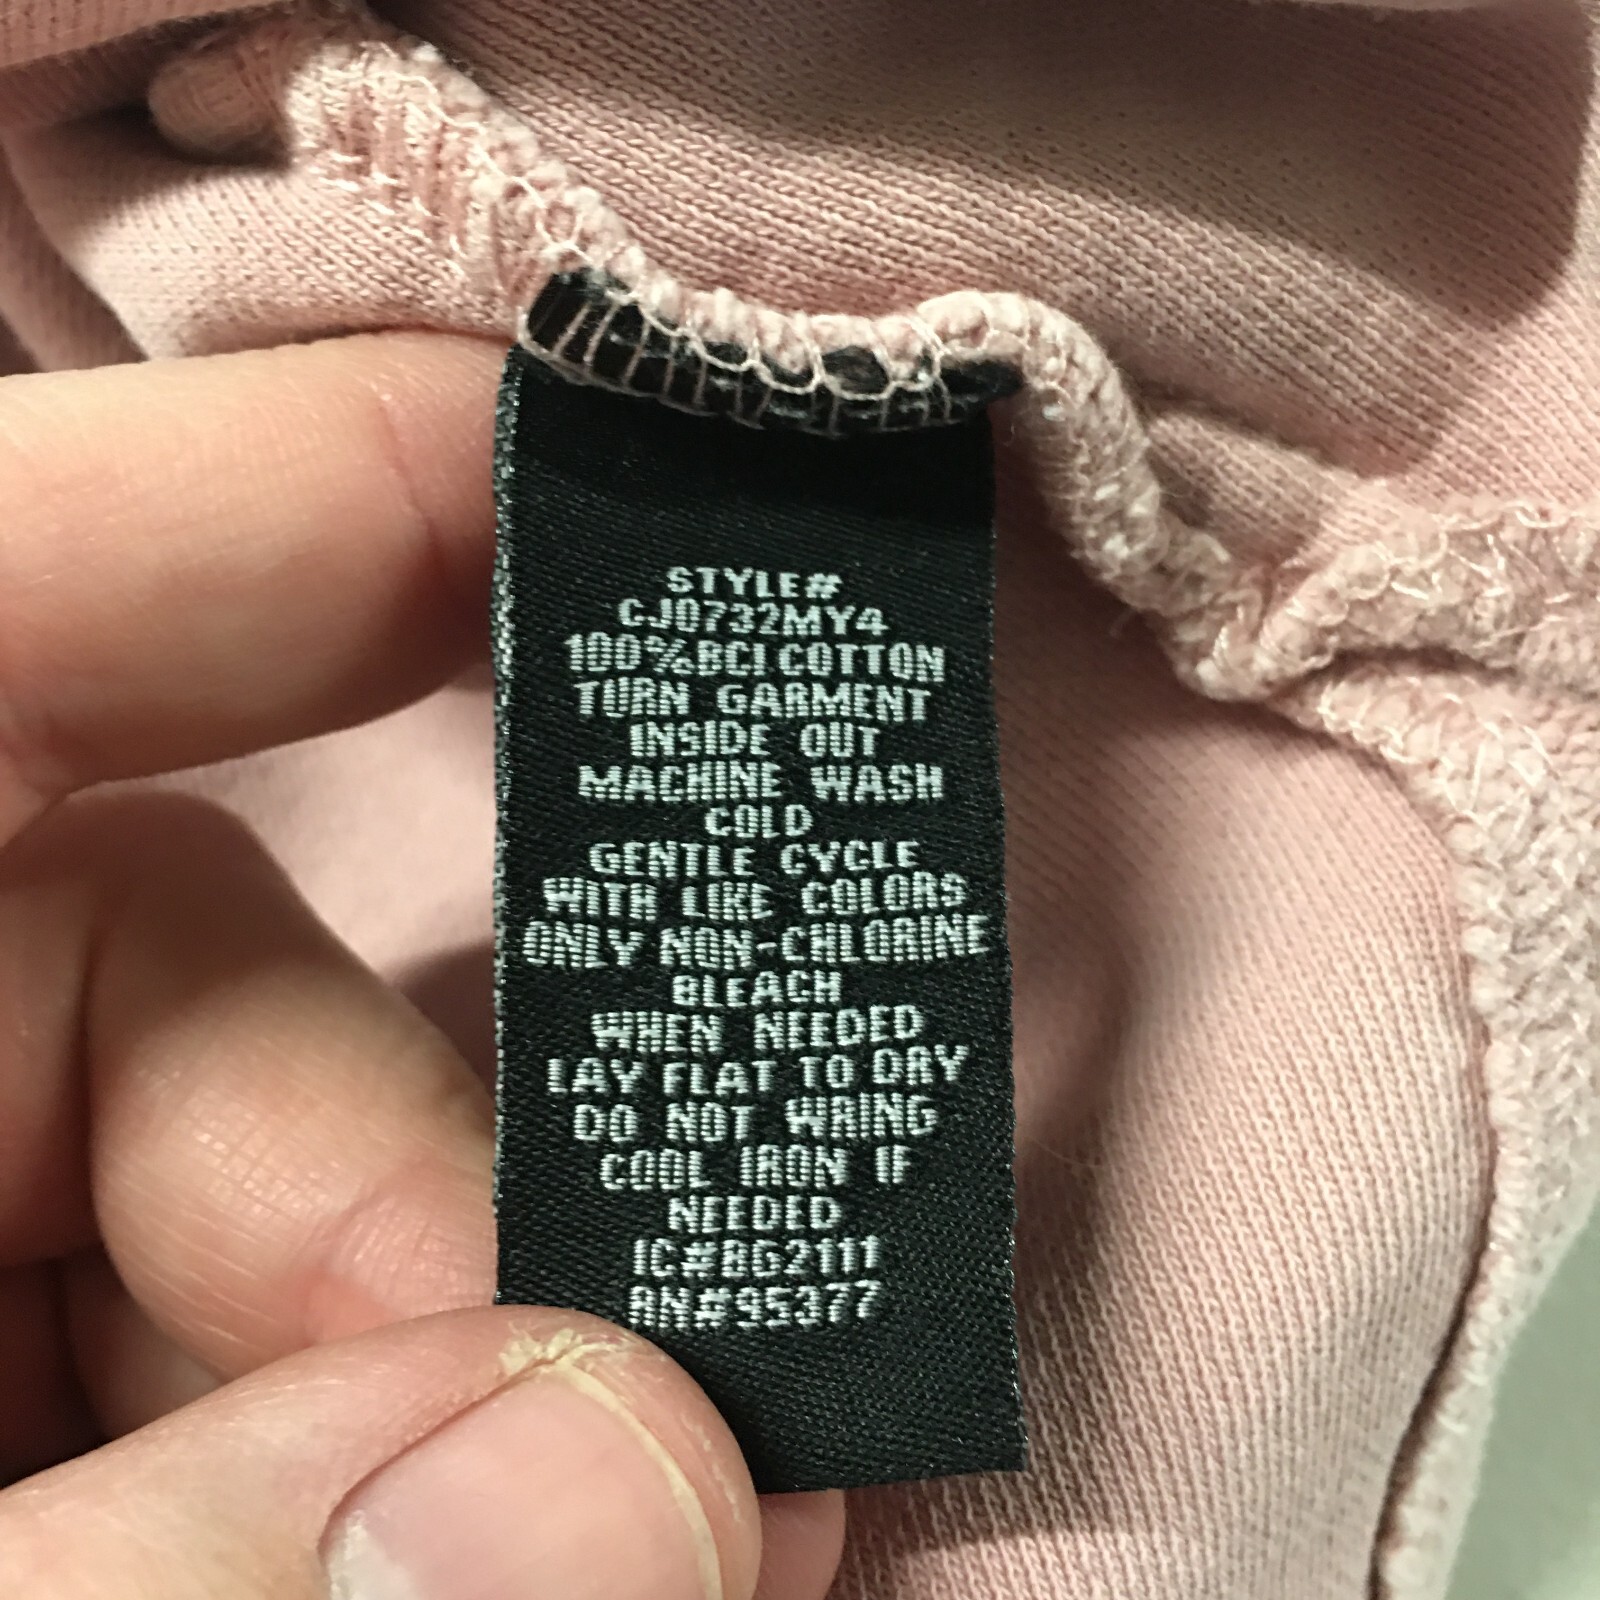 STYLE#
CJ0732MY4
100%BCI COTTON
TURN GARMENT
INSIDE OUT
MACHINE WASH
COLD
GENTLE CYCLE
WITH LIKE COLORS
ONLY NON-CHLORINE
BLEACH
WHEN NEEDED
LAY FLAT TO DRY
DO NOT WRING
COOL IRON IF
NEEDED
IC#BG2111
RN#95377